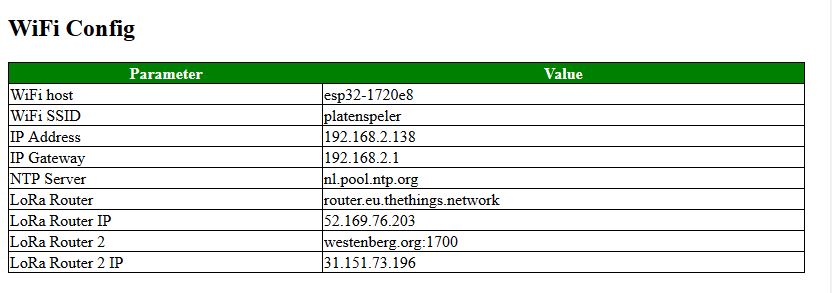 WiFi Config
Parameter Value
WiFi host esp32-1720e8
WiFi SSID platenspeler
IP Address 192.168.2.138
IP Gateway 192.168.2.1
NTP Server nl.pool.ntp.org
LoRa Router router.eu.thethings.network
LoRa Router IP 52.169.76.203
LoRa Router 2 westenberg.org:1700
LoRa Router 2 IP 31.151.73.196